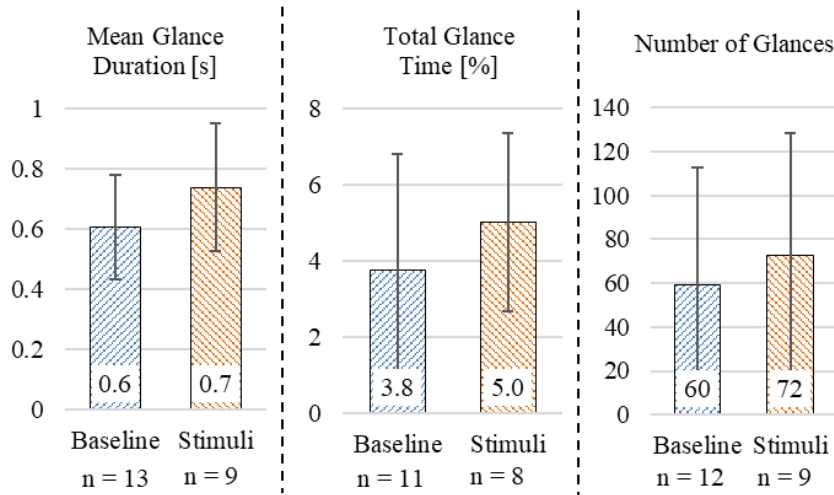 Mean Glance
Duration [s]
1
0.8
0.6
0.4
0.2
0
0.6
0.7
Baseline Stimuli
n = 13 n = 9
Total Glance
Time [%]
8
6
4
2
0
3.8
5.0
Baseline Stimuli
n = 11 n = 8
Number of Glances
140
120
100
80
60
40
20
0
60
72
Baseline Stimuli
n = 12 n = 9